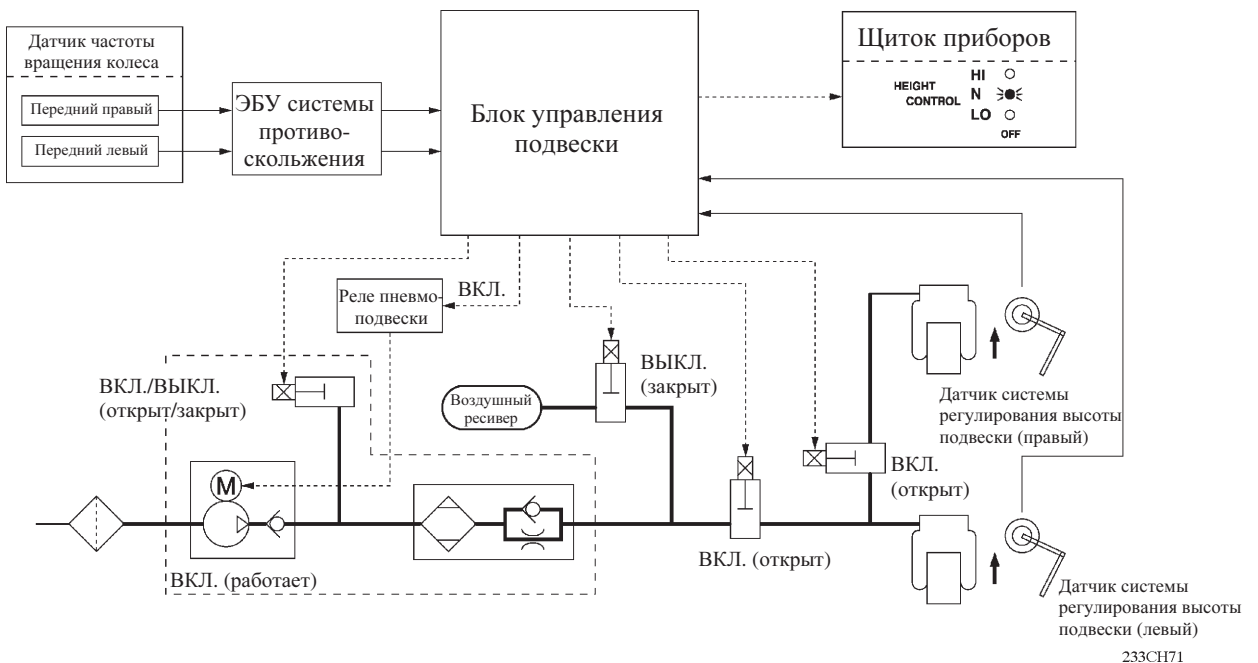 Датчик частоты
вращения колеса
Передний правый
Передний левый
ЭБУ системы
противо-
скольжения
Блок управления
подвески
Щиток приборов
HEIGHT
CONTROL
HI
N
LO
OFF
Реле пневмо-
подвески
ВКЛ.
ВКЛ./ВЫКЛ.
(открыт/закрыт)
Воздушный
ресивер
ВЫКЛ.
(закрыт)
Датчик системы
регулирования высоты
подвески (правый)
ВКЛ.
(открыт)
M
ВКЛ. (работает)
ВКЛ. (открыт)
Датчик системы
регулирования высоты
подвески (левый)
233CH71